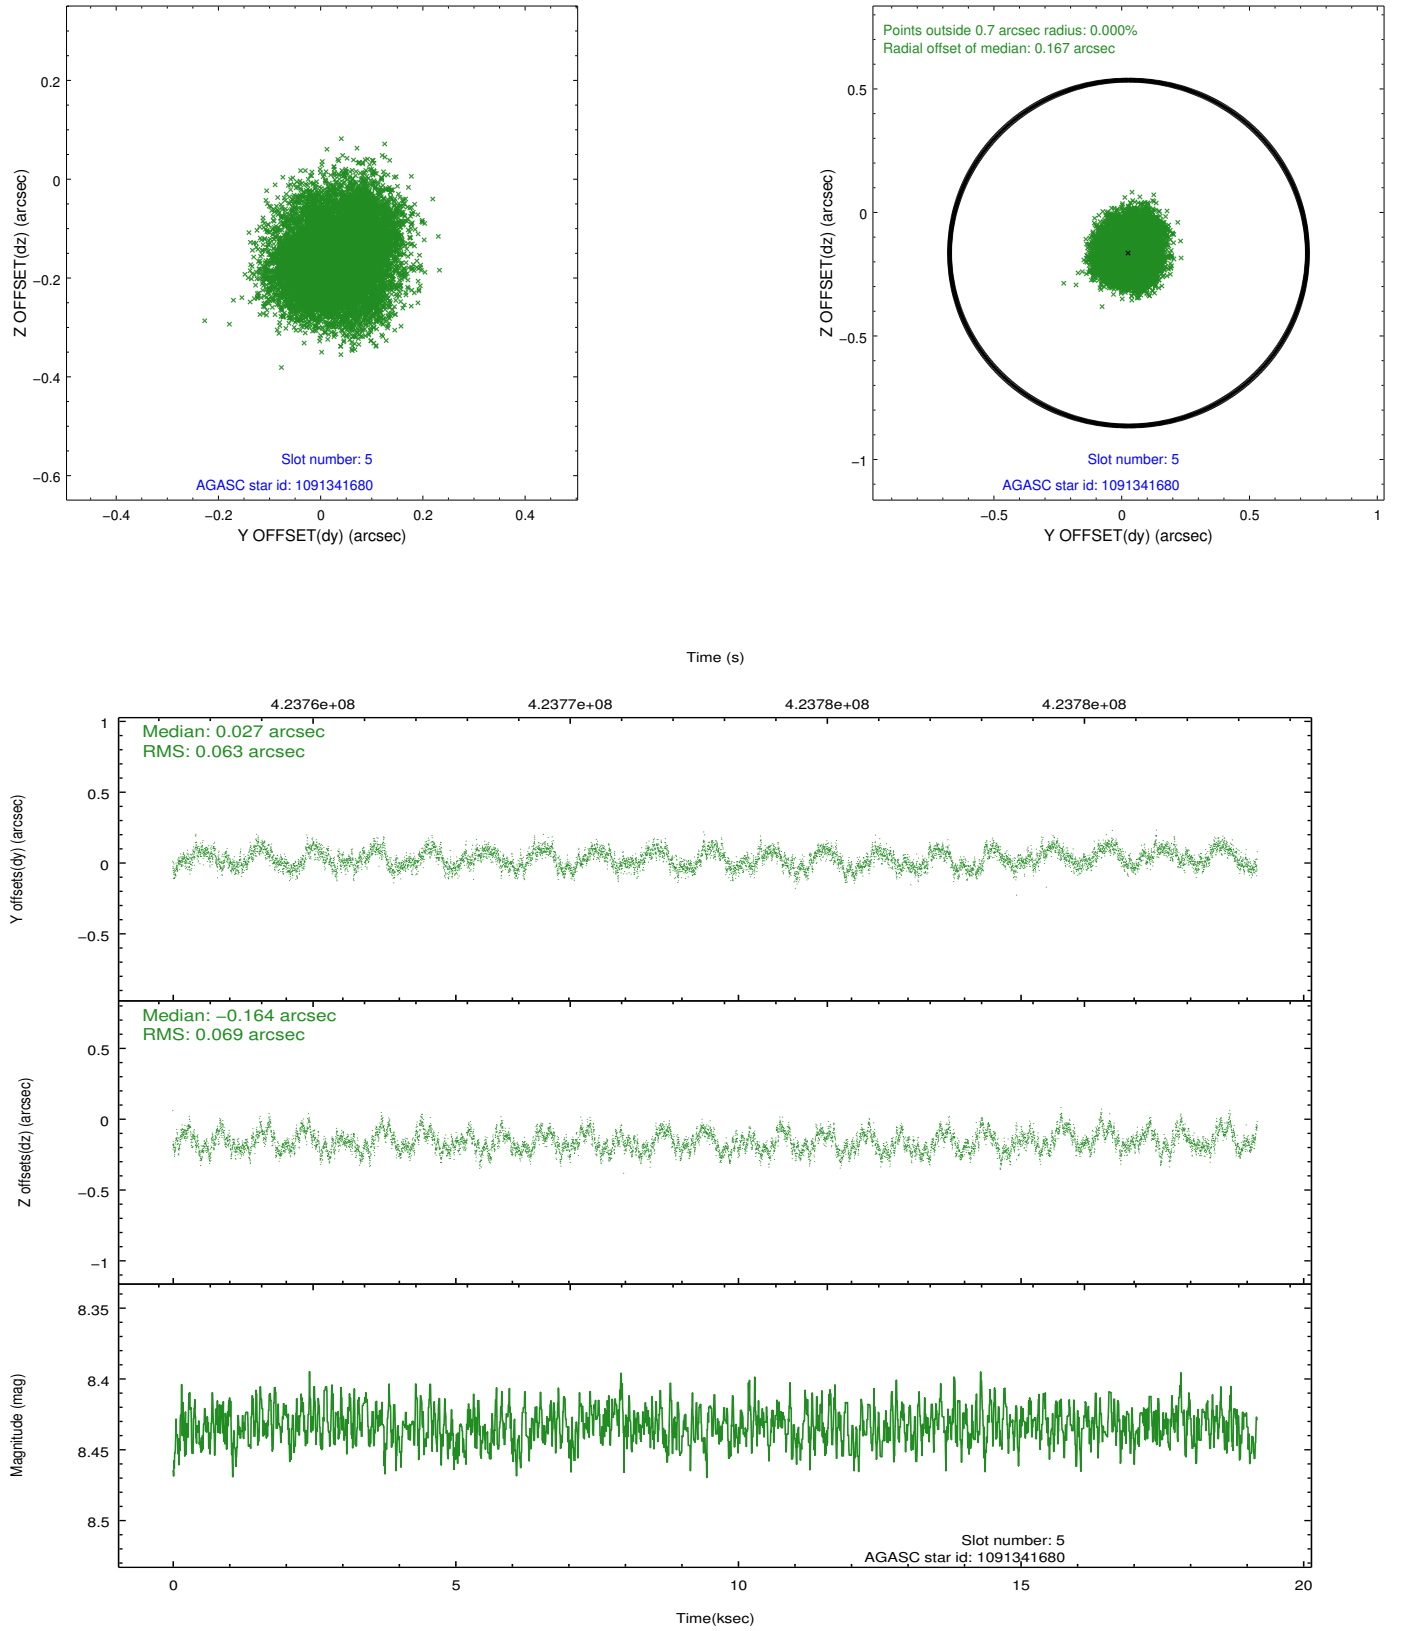 0.2
0
−0.2
−0.4
−0.6
Z OFFSET(dz) (arcsec)
Slot number: 5
AGASC star id: 1091341680
−0.4
−0.2
0
0.2
0.4
Y OFFSET(dy) (arcsec)
Points outside 0.7 arcsec radius: 0.000%
Radial offset of median: 0.167 arcsec
0.5
0
−0.5
−1
Z OFFSET(dz) (arcsec)
Slot number: 5
AGASC star id: 1091341680
−0.5
0
0.5
1
Y OFFSET(dy) (arcsec)
Time (s)
4.2376e+08
4.2377e+08
4.2378e+08
4.2378e+08
Median: 0.027 arcsec
RMS: 0.063 arcsec
1
0.5
0
−0.5
Y offsets(dy) (arcsec)
Median: −0.164 arcsec
RMS: 0.069 arcsec
0.5
0
−0.5
−1
Z offsets(dz) (arcsec)
8.35
8.4
8.45
8.5
Magnitude (mag)
Slot number: 5
AGASC star id: 1091341680
0
5
10
15
20
Time(ksec)